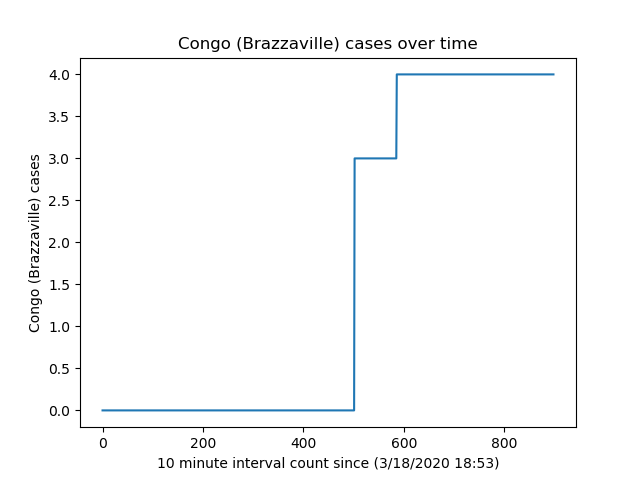 Congo (Brazzaville) cases over time
Congo (Brazzaville) cases
4.0
3.5
3.0
2.5
2.0
1.5
1.0
0.5
0.0
0 200 400 600 800
10 minute interval count since (3/18/2020 18:53)